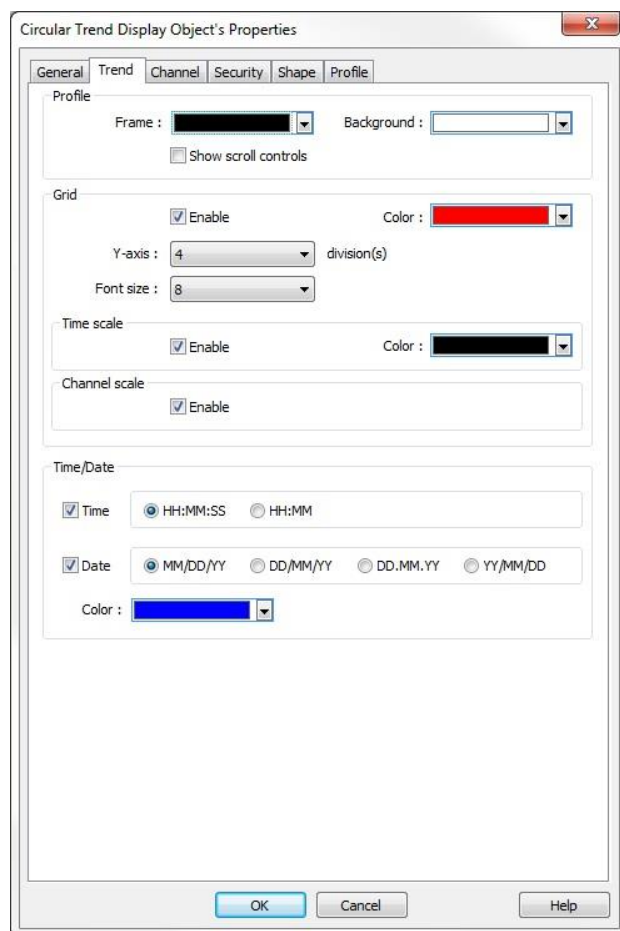 Circular Trend Display Object's Properties
General Trend Channel Security Shape Profile
Profile
Frame : Background :
Show scroll controls
Grid
Enable Color :
Y-axis : 4 division(s)
Font size : 8
Time scale
Enable Color :
Channel scale
Enable
Time/Date
Time HH:MM:SS HH:MM
Date MM/DD/YY DD/MM/YY DD.MM.YY YY/MM/DD
Color :
OK Cancel Help